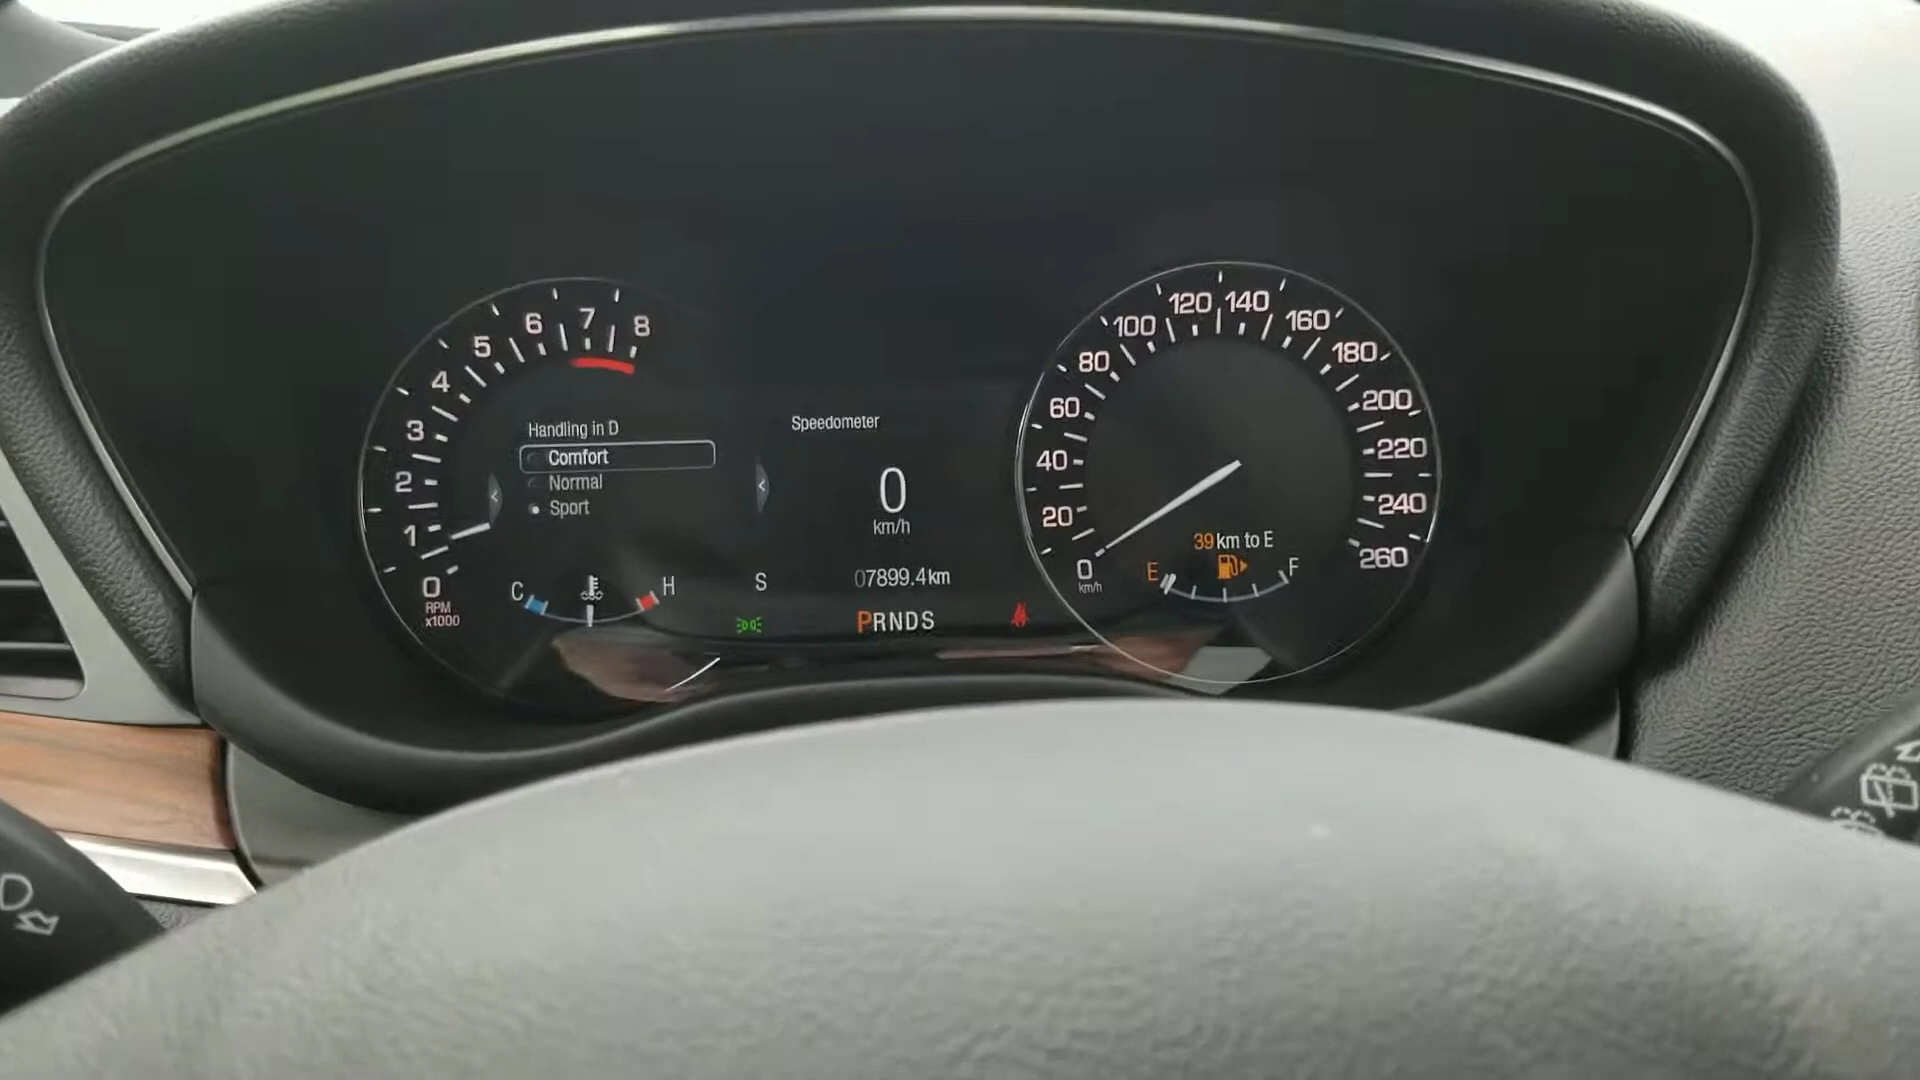 8
7
6
5
4
3
2
1
0
RPM
x1000
Handling in D
Comfort
Normal
Sport
C
H
Speedometer
0
km/h
S
07899.4km
PRNDS
0
km/h
20
40
60
80
100
120
140
160
180
200
220
240
260
39 km to E
E
F